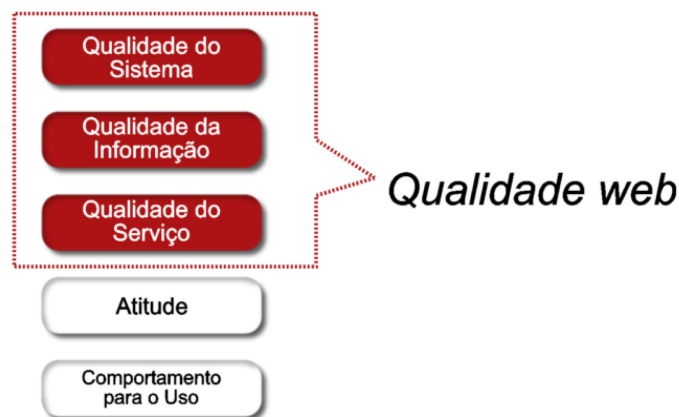 Qualidade do
Sistema
Qualidade da
Informação
Qualidade do
Serviço
Qualidade web
Atitude
Comportamento
para o Uso